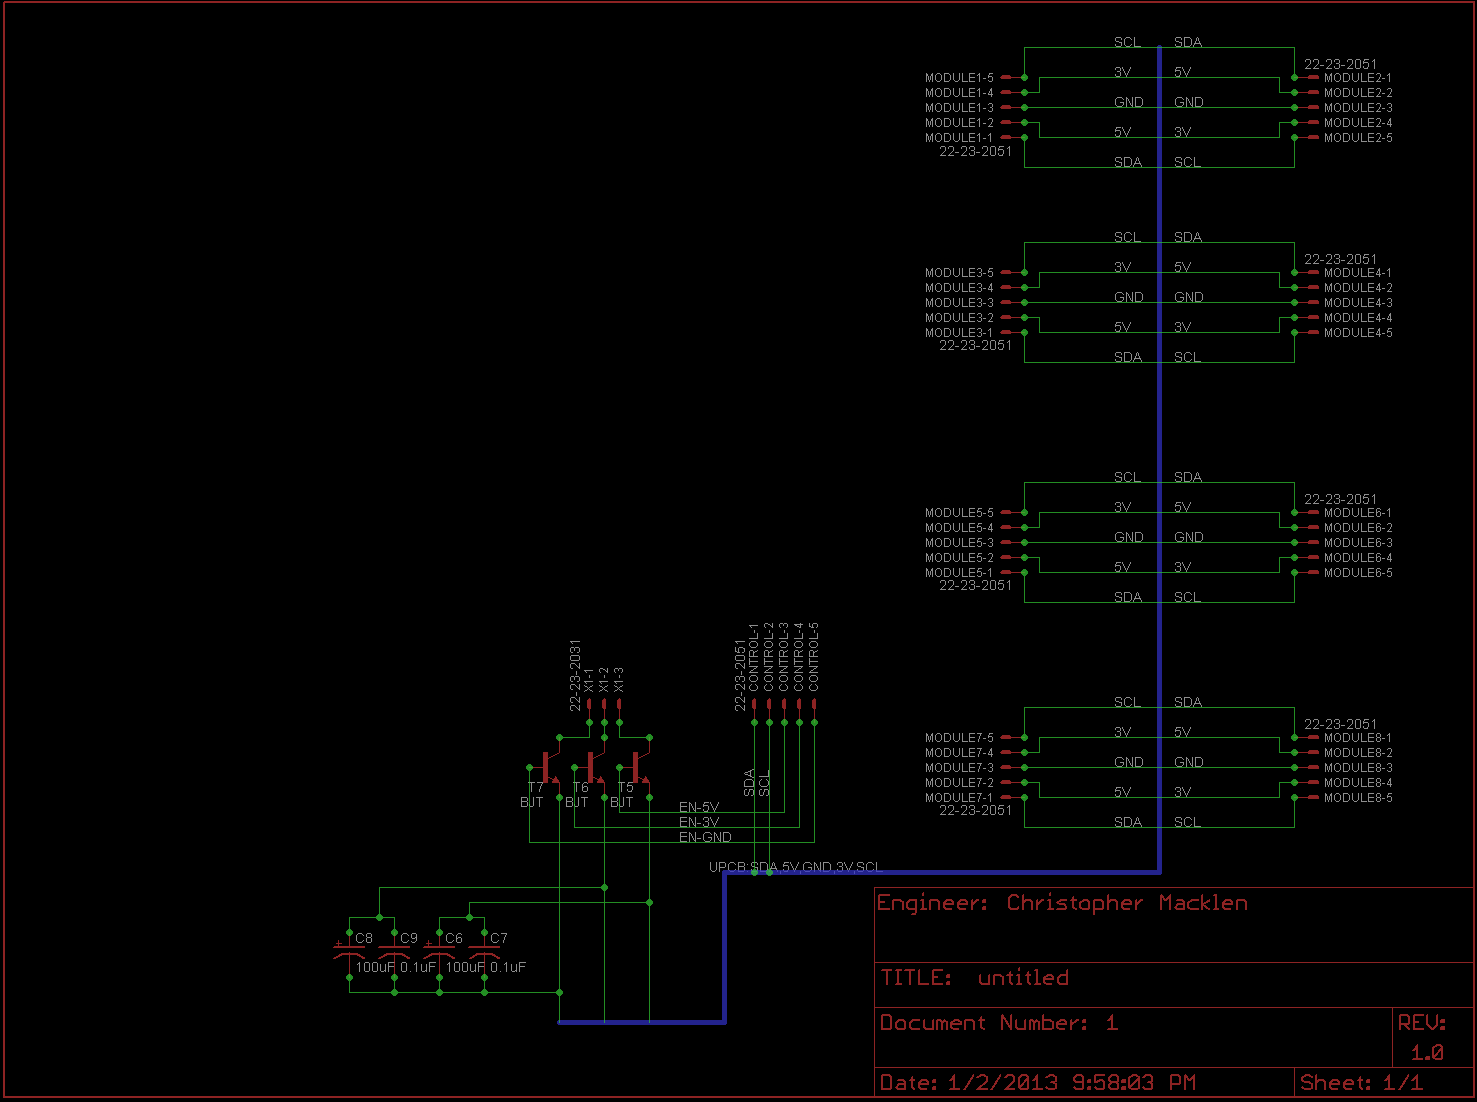 SCL SDA
22-23-2051
MODULE1-5 3V 5V MODULE2-1
MODULE1-4 MODULE2-2
MODULE1-3 GND GND MODULE2-3
MODULE1-2 MODULE2-4
MODULE1-1 5V 3V MODULE2-5
22-23-2051
SDA SCL
SCL SDA
22-23-2051
MODULE3-5 3V 5V MODULE4-1
MODULE3-4 MODULE4-2
MODULE3-3 GND GND MODULE4-3
MODULE3-2 MODULE4-4
MODULE3-1 5V 3V MODULE4-5
22-23-2051
SDA SCL
SCL SDA
22-23-2051
MODULE5-5 3V 5V MODULE6-1
MODULE5-4 MODULE6-2
MODULE5-3 GND GND MODULE6-3
MODULE5-2 MODULE6-4
MODULE5-1 5V 3V MODULE6-5
22-23-2051
SDA SCL
SCL SDA
22-23-2051
MODULE7-5 3V 5V MODULE8-1
MODULE7-4 MODULE8-2
MODULE7-3 GND GND MODULE8-3
MODULE7-2 MODULE8-4
MODULE7-1 5V 3V MODULE8-5
22-23-2051
SDA SCL
22-23-2031
X1-1
X1-2
X1-3
22-23-2051
CONTROL-1
CONTROL-2
CONTROL-3
CONTROL-4
CONTROL-5
SDA
SCL
T7 T6 T5
BJT BJT BJT
EN-5V
EN-3V
EN-GND
UPCB:SDA,5V,GND,3V,SCL
C8 C9 C6 C7
100uF 0.1uF 100uF 0.1uF
Engineer: Christopher Macklen
TITLE: untitled
Document Number: 1
REV:
1.0
Date: 1/2/2013 9:58:03 PM
Sheet: 1/1